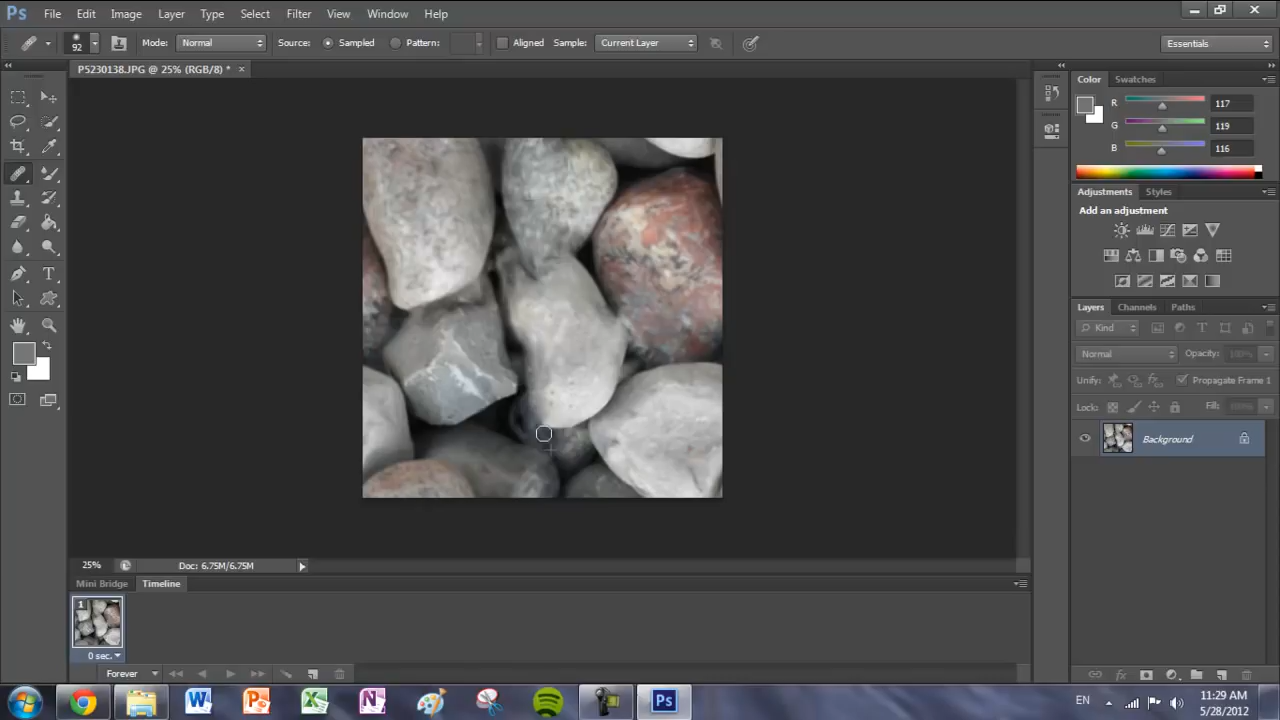 Ps File Edit Image Layer Type Select Filter View Window Help
92 Mode: Normal Source: Sampled Pattern: Aligned Sample: Current Layer Essentials
P5230138.JPG @ 25% (RGB/8) * ×
Color Swatches
R 117
G 119
B 116
Adjustments Styles
Add an adjustment
Layers Channels Paths
Kind
Normal Opacity: 100%
Unify: Propagate Frame 1
Lock: Fill:
Background
25% Doc: 6.75M/6.75M
Mini Bridge Timeline
1
0 sec.
Forever
EN 11:29 AM
5/28/2012